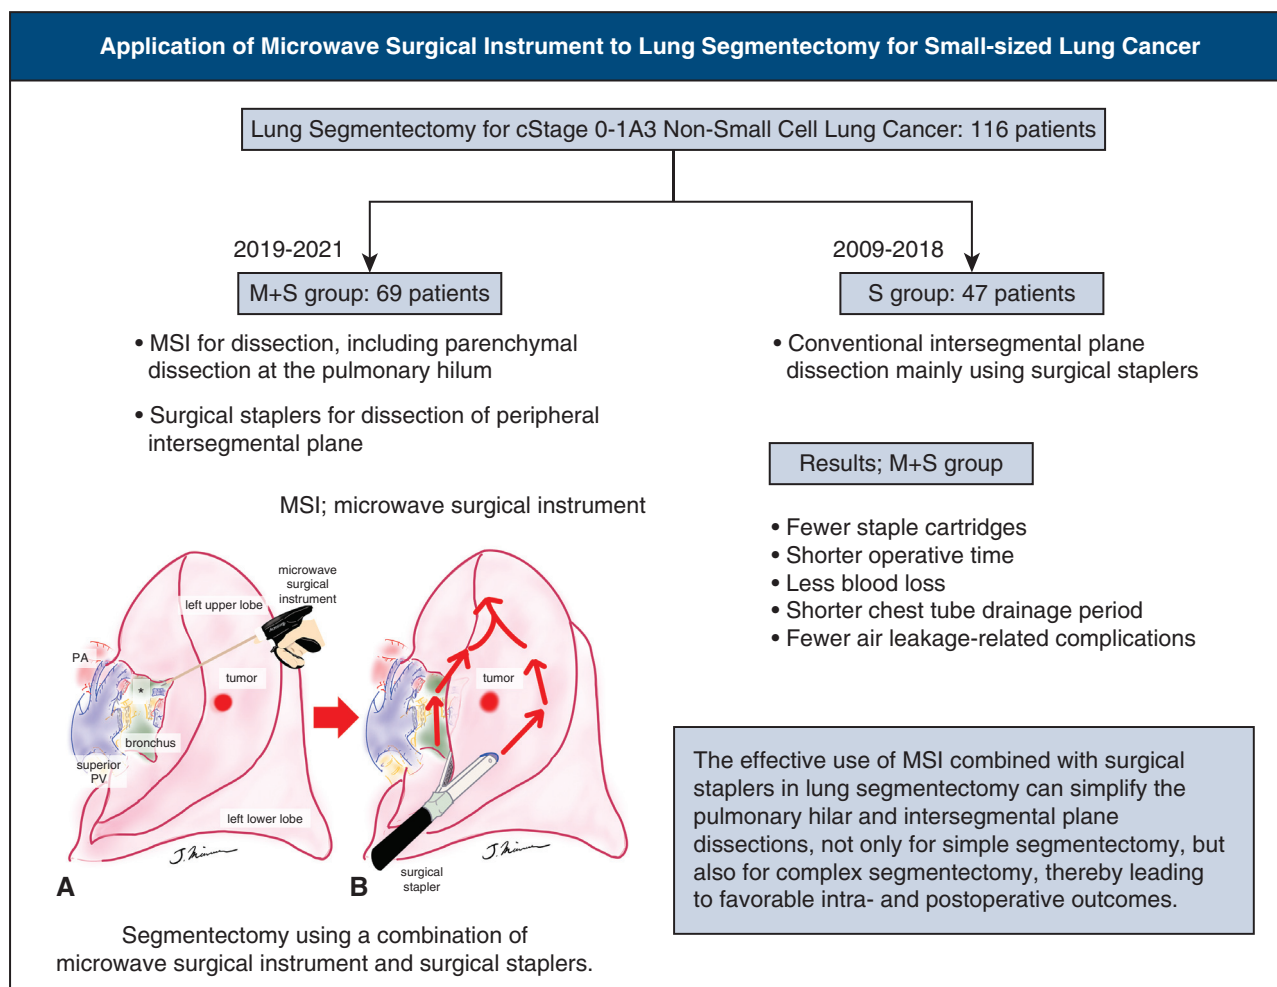 Application of Microwave Surgical Instrument to Lung Segmentectomy for Small-sized Lung Cancer
Lung Segmentectomy for cStage 0-1A3 Non-Small Cell Lung Cancer: 116 patients
2019-2021
M+S group: 69 patients
• MSI for dissection, including parenchymal
dissection at the pulmonary hilum
• Surgical staplers for dissection of peripheral
intersegmental plane
2009-2018
S group: 47 patients
• Conventional intersegmental plane
dissection mainly using surgical staplers
Results; M+S group
• Fewer staple cartridges
• Shorter operative time
• Less blood loss
• Shorter chest tube drainage period
• Fewer air leakage-related complications
MSI; microwave surgical instrument
microwave
surgical
instrument
left upper lobe
PA
*
tumor
bronchus
superior
PV
left lower lobe
A
tumor
surgical
stapler
B
Segmentectomy using a combination of
microwave surgical instrument and surgical staplers.
The effective use of MSI combined with surgical
staplers in lung segmentectomy can simplify the
pulmonary hilar and intersegmental plane
dissections, not only for simple segmentectomy, but
also for complex segmentectomy, thereby leading
to favorable intra- and postoperative outcomes.